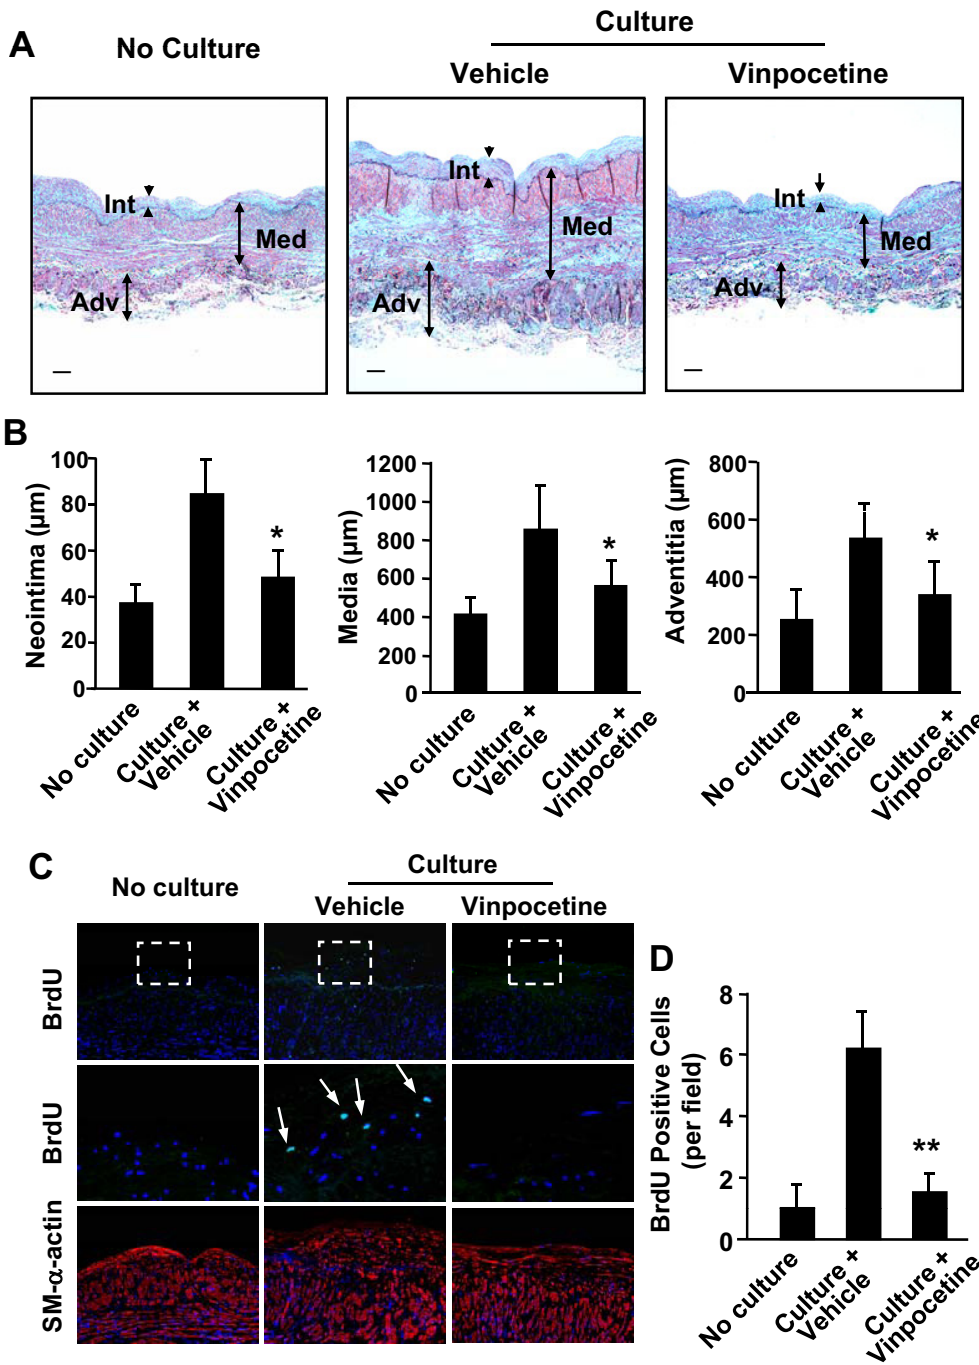 A
No Culture
Culture
Vehicle
Vinpocetine
Int
Med
Adv
Int
Med
Adv
Int
Med
Adv
B
Neointima (µm)
100
80
60
40
20
0
*
No culture
Culture +
Vehicle
Culture +
Vinpocetine
Media (µm)
1200
1000
800
600
400
200
0
*
No culture
Culture +
Vehicle
Culture +
Vinpocetine
Adventitia (µm)
800
600
400
200
0
*
No culture
Culture +
Vehicle
Culture +
Vinpocetine
C
No culture
Culture
Vehicle
Vinpocetine
BrdU
BrdU
SM-α-actin
D
BrdU Positive Cells
(per field)
8
6
4
2
0
**
No culture
Culture +
Vehicle
Culture +
Vinpocetine